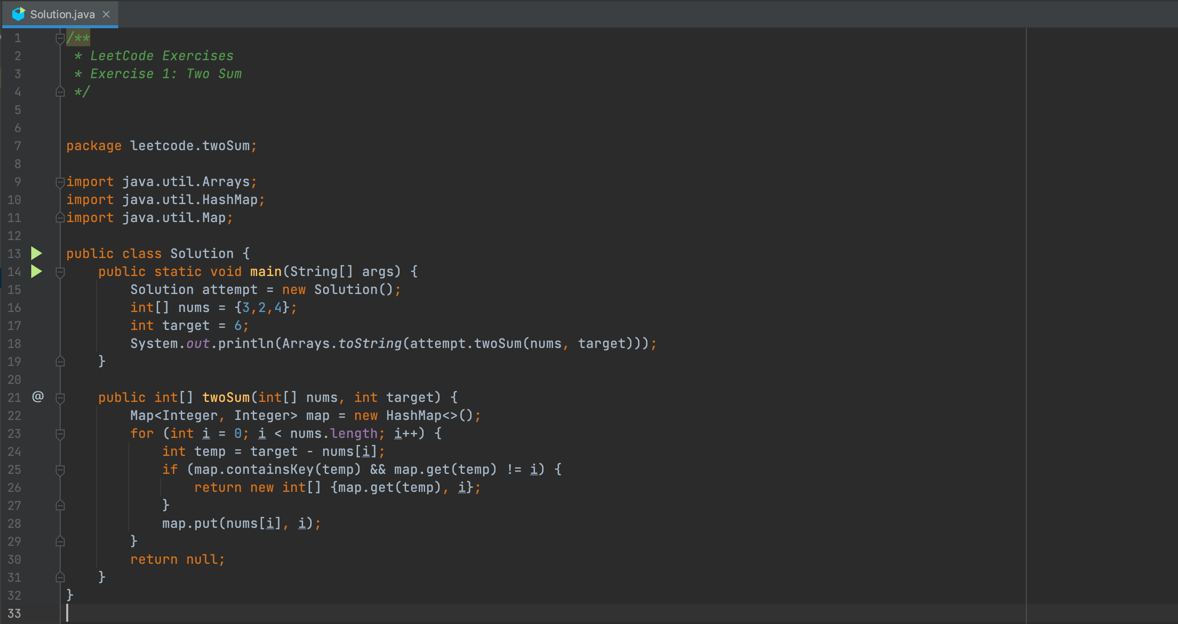 Solution.java
1 /**
2  * LeetCode Exercises
3  * Exercise 1: Two Sum
4  */
5
6
7 package leetcode.twoSum;
8
9 import java.util.Arrays;
10 import java.util.HashMap;
11 import java.util.Map;
12
13 public class Solution {
14     public static void main(String[] args) {
15         Solution attempt = new Solution();
16         int[] nums = {3,2,4};
17         int target = 6;
18         System.out.println(Arrays.toString(attempt.twoSum(nums, target)));
19     }
20
21 @     public int[] twoSum(int[] nums, int target) {
22         Map<Integer, Integer> map = new HashMap<>();
23         for (int i = 0; i < nums.length; i++) {
24             int temp = target - nums[i];
25             if (map.containsKey(temp) && map.get(temp) != i) {
26                 return new int[] {map.get(temp), i};
27             }
28             map.put(nums[i], i);
29         }
30         return null;
31     }
32 }
33